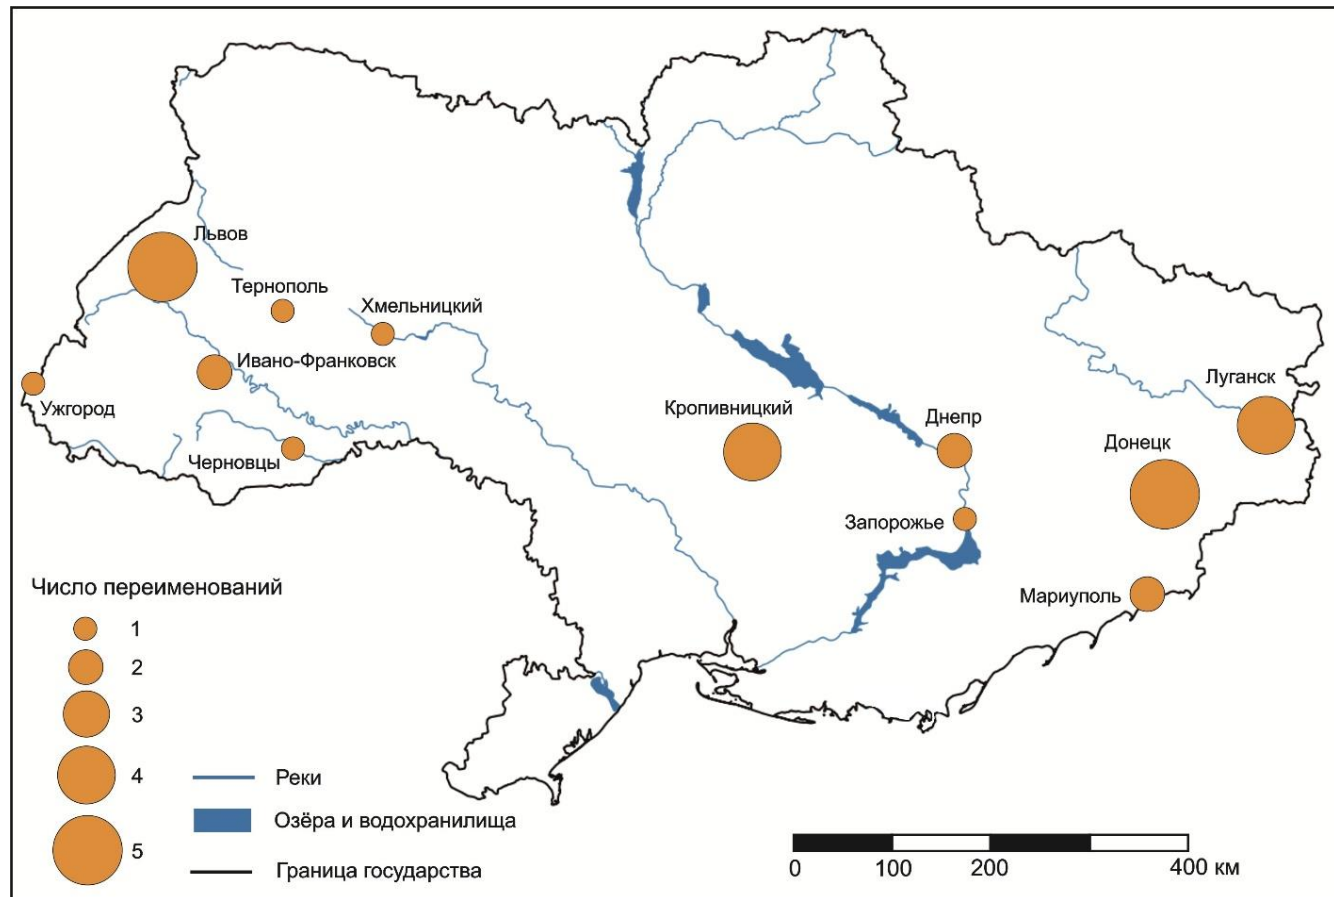 Львов
Тернополь
Хмельницкий
Ивано-Франковск
Ужгород
Черновцы
Кропивницкий
Днепр
Запорожье
Луганск
Донецк
Мариуполь
Число переименований
1
2
3
4
5
Реки
Озёра и водохранилища
Граница государства
0 100 200 400 км